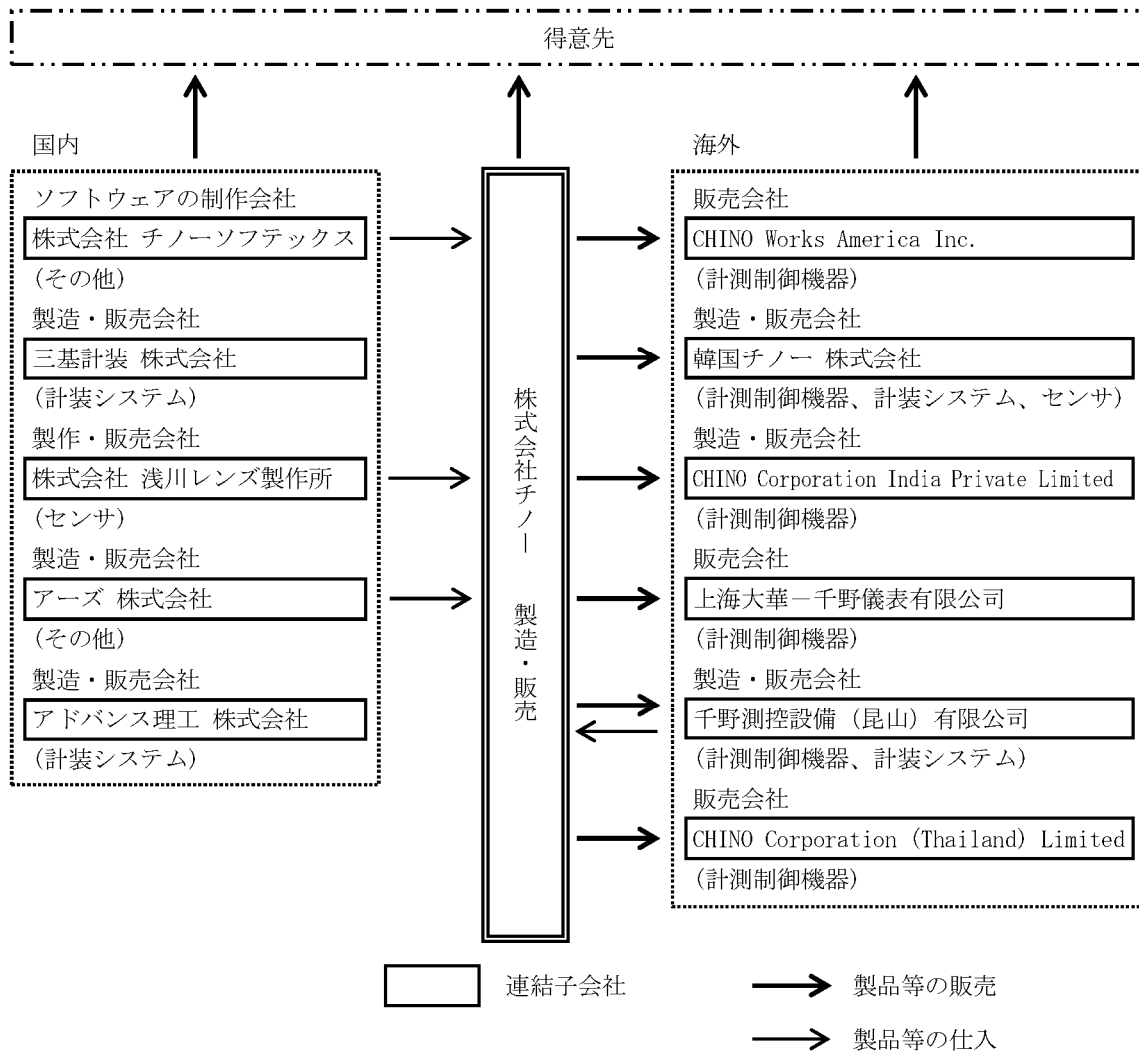 得意先
国内
ソフトウェアの制作会社
株式会社 チノーソフテックス
(その他)
製造・販売会社
三基計装 株式会社
(計装システム)
製作・販売会社
株式会社 浅川レンズ製作所
(センサ)
製造・販売会社
アーズ 株式会社
(その他)
製造・販売会社
アドバンス理工 株式会社
(計装システム)
株式会社チノー 製造・販売
海外
販売会社
CHINO Works America Inc.
(計測制御機器)
製造・販売会社
韓国チノー 株式会社
(計測制御機器、計装システム、センサ)
製造・販売会社
CHINO Corporation India Private Limited
(計測制御機器)
販売会社
上海大華－千野儀表有限公司
(計測制御機器)
製造・販売会社
千野測控設備（昆山）有限公司
(計測制御機器、計装システム)
販売会社
CHINO Corporation (Thailand) Limited
(計測制御機器)
連結子会社
製品等の販売
製品等の仕入